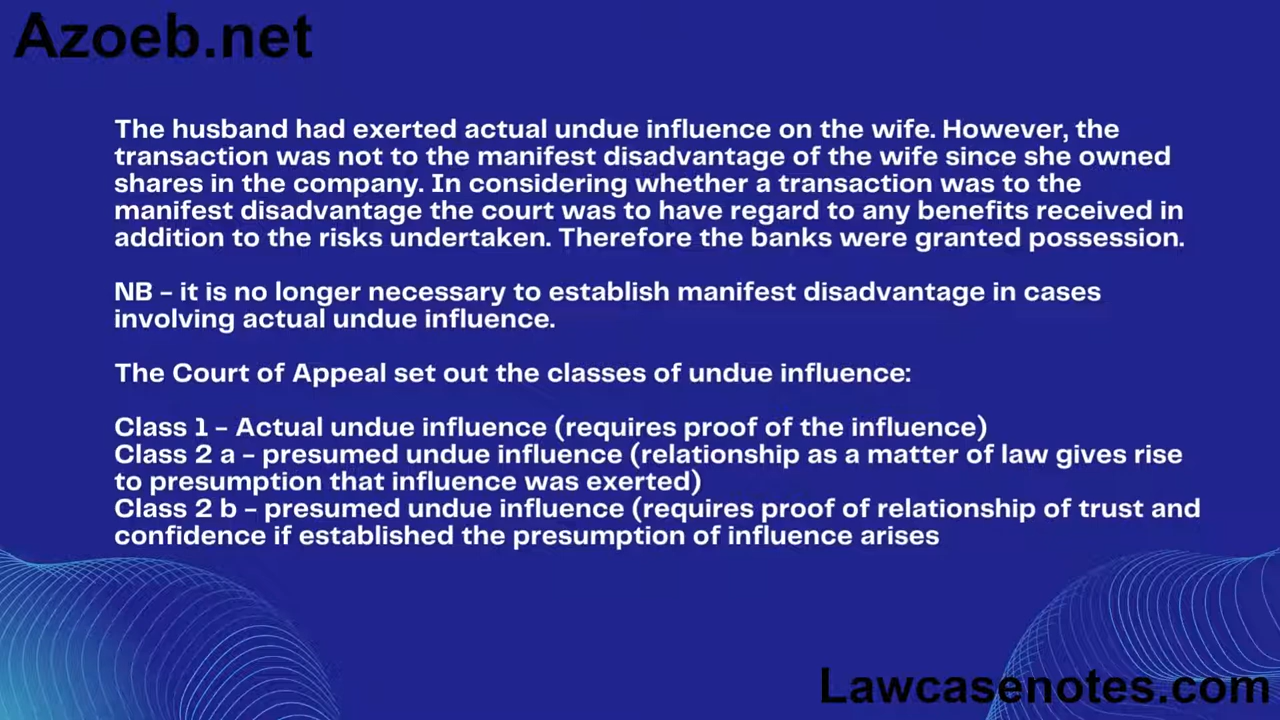 Azoeb.net
The husband had exerted actual undue influence on the wife. However, the
transaction was not to the manifest disadvantage of the wife since she owned
shares in the company. In considering whether a transaction was to the
manifest disadvantage the court was to have regard to any benefits received in
addition to the risks undertaken. Therefore the banks were granted possession.
NB - it is no longer necessary to establish manifest disadvantage in cases
involving actual undue influence.
The Court of Appeal set out the classes of undue influence:
Class 1 - Actual undue influence (requires proof of the influence)
Class 2 a - presumed undue influence (relationship as a matter of law gives rise
to presumption that influence was exerted)
Class 2 b - presumed undue influence (requires proof of relationship of trust and
confidence if established the presumption of influence arises
Lawcasenotes.com